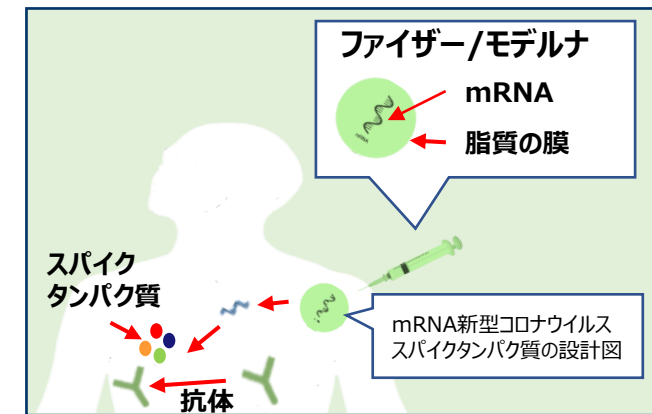 ファイザー/モデルナ
mRNA
脂質の膜
スパイク
タンパク質
mRNA新型コロナウイルス
スパイクタンパク質の設計図
抗体